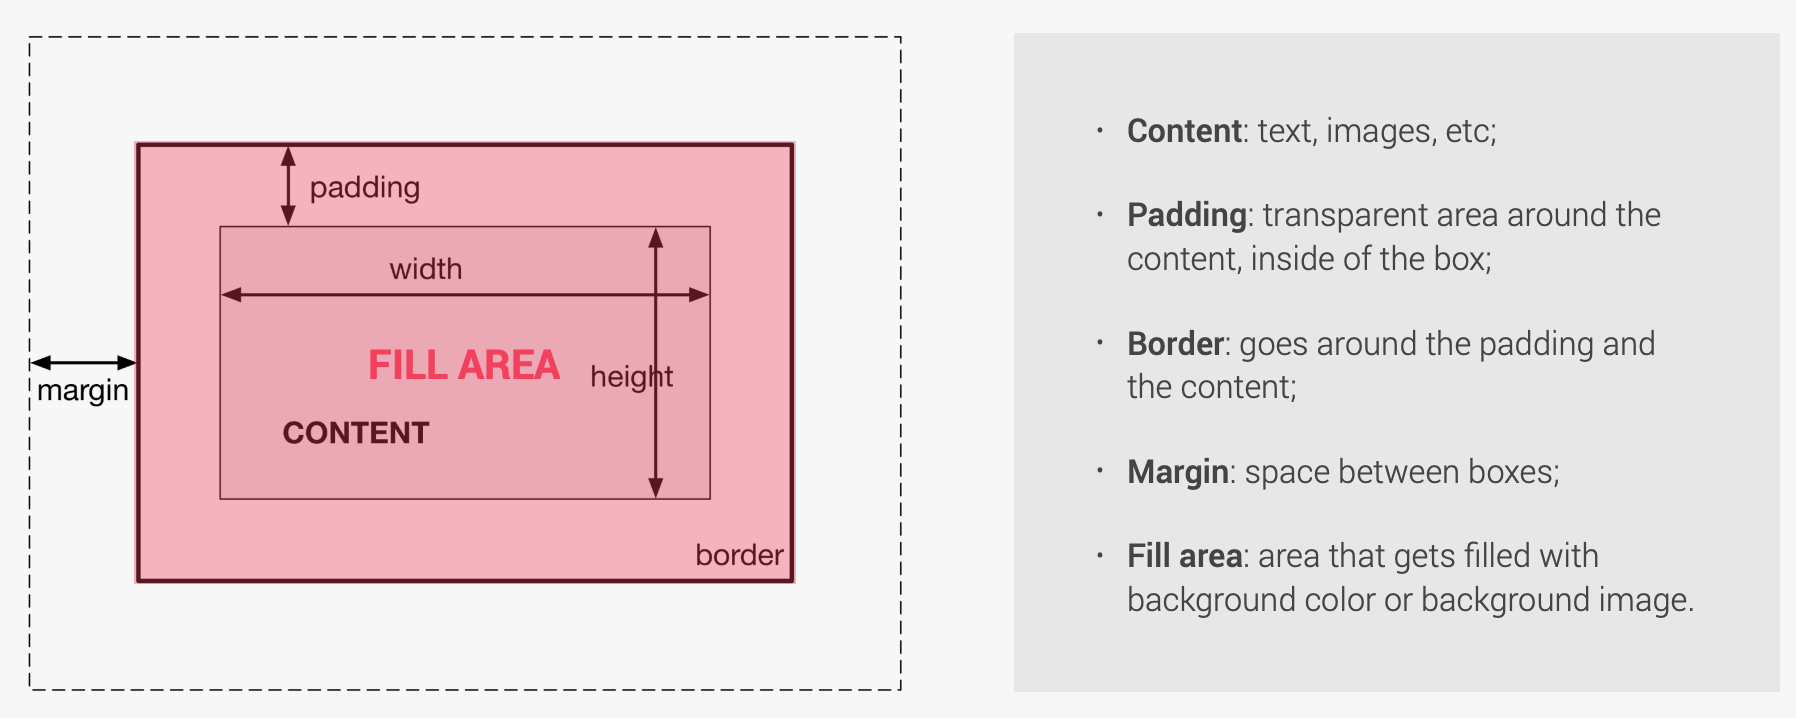 padding
width
FILL AREA
height
margin
CONTENT
border
· Content: text, images, etc;
· Padding: transparent area around the
content, inside of the box;
· Border: goes around the padding and
the content;
· Margin: space between boxes;
· Fill area: area that gets filled with
background color or background image.